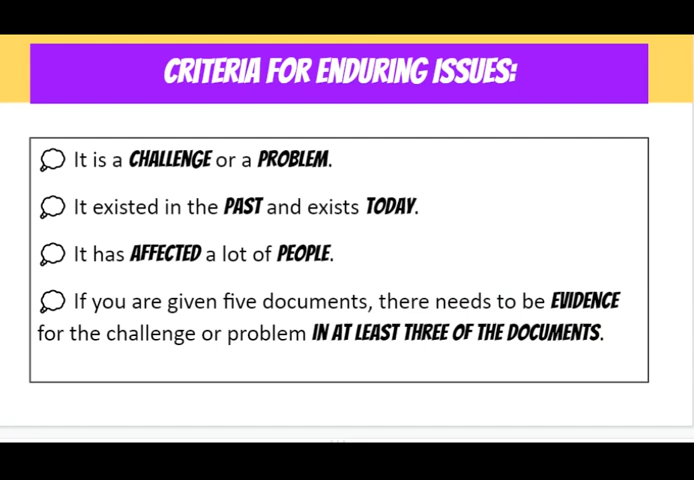 CRITERIA FOR ENDURING ISSUES:
It is a CHALLENGE or a PROBLEM.
It existed in the PAST and exists TODAY.
It has AFFECTED a lot of PEOPLE.
If you are given five documents, there needs to be EVIDENCE
for the challenge or problem IN AT LEAST THREE OF THE DOCUMENTS.